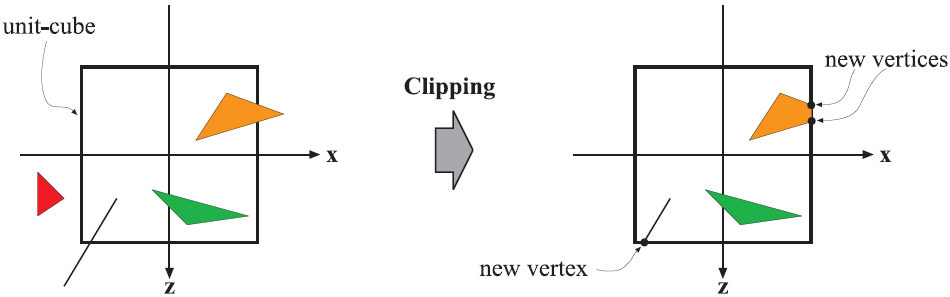 unit-cube
x
z
Clipping
new vertices
x
new vertex
z